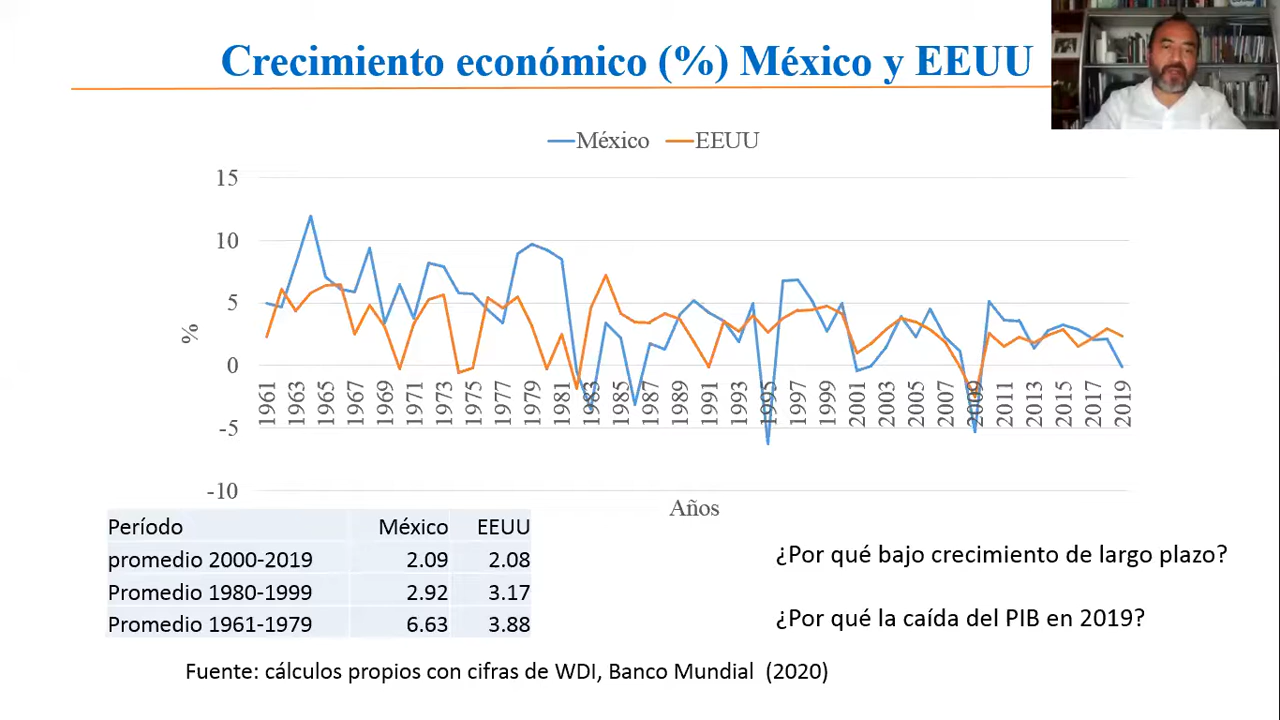 Crecimiento económico (%) México y EEUU
México EEUU
15
10
5
0
-5
-10
%
1961 1963 1965 1967 1969 1971 1973 1975 1977 1979 1981 1983 1985 1987 1989 1991 1993 1995 1997 1999 2001 2003 2005 2007 2009 2011 2013 2015 2017 2019
Años
Período México EEUU
promedio 2000-2019 2.09 2.08
Promedio 1980-1999 2.92 3.17
Promedio 1961-1979 6.63 3.88
¿Por qué bajo crecimiento de largo plazo?
¿Por qué la caída del PIB en 2019?
Fuente: cálculos propios con cifras de WDI, Banco Mundial (2020)